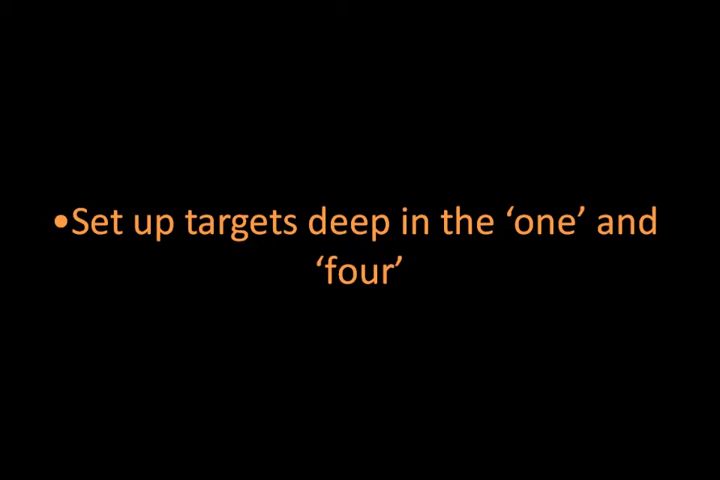 •Set up targets deep in the ‘one’ and
‘four’